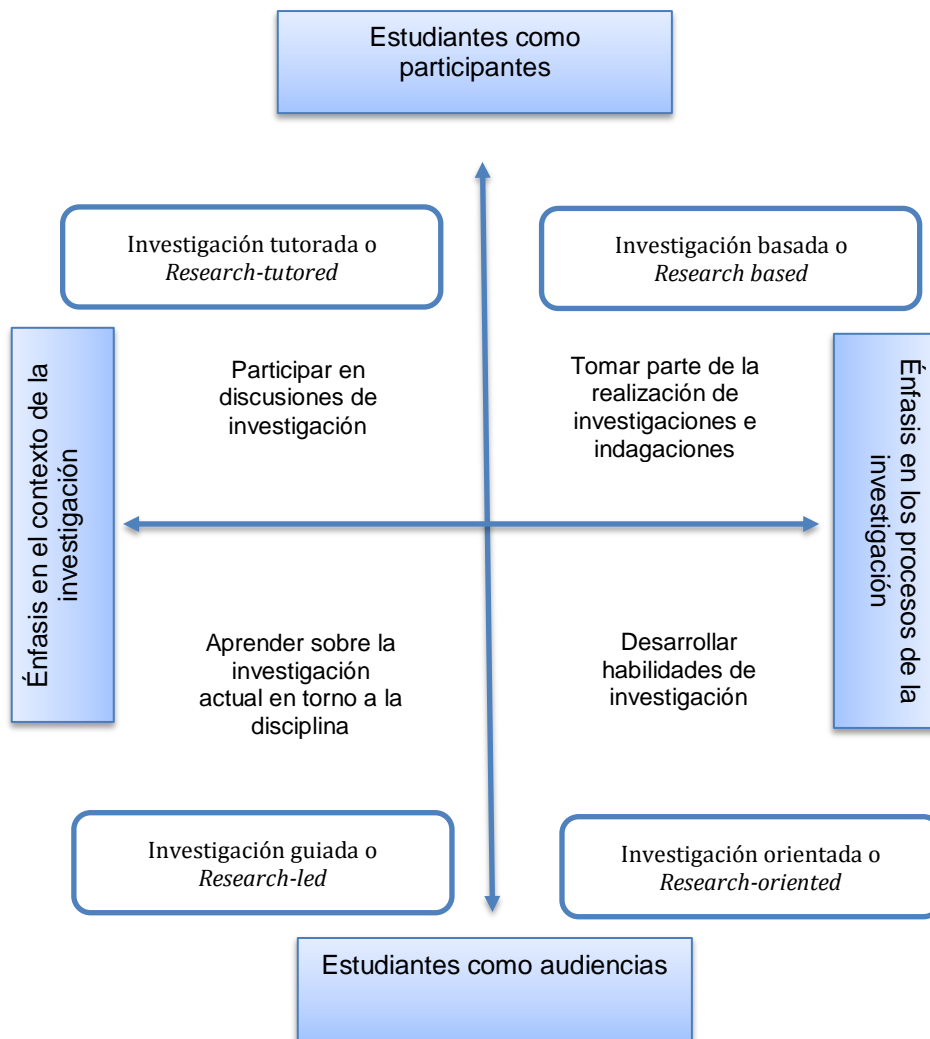 Estudiantes como
participantes
Investigación tutorada o
Research-tutored
Investigación basada o
Research based
Énfasis en el contexto de la
investigación
Participar en
discusiones de
investigación
Tomar parte de la
realización de
investigaciones e
indagaciones
Énfasis en los procesos de la
investigación
Aprender sobre la
investigación
actual en torno a la
disciplina
Desarrollar
habilidades de
investigación
Investigación guiada o
Research-led
Investigación orientada o
Research-oriented
Estudiantes como audiencias